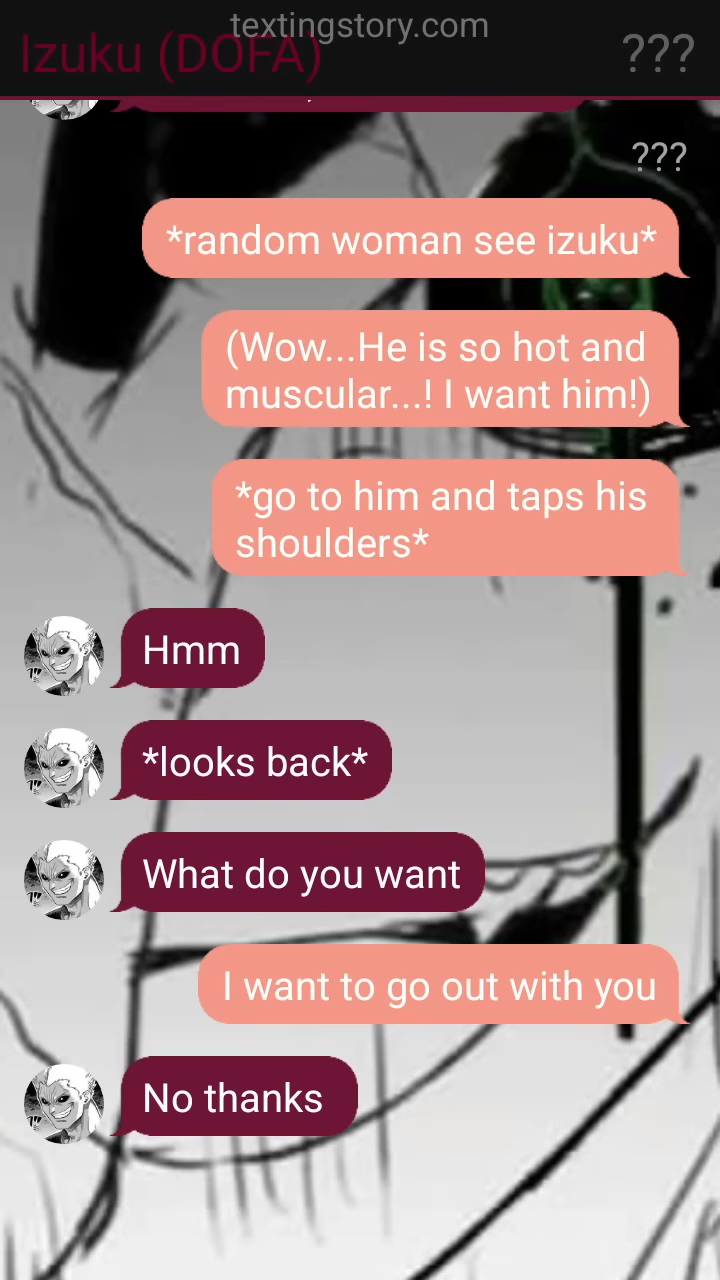 textingstory.com
Izuku (DOFA)
???
???
*random woman see izuku*
(Wow...He is so hot and
muscular...! I want him!)
*go to him and taps his
shoulders*
Hmm
*looks back*
What do you want
I want to go out with you
No thanks